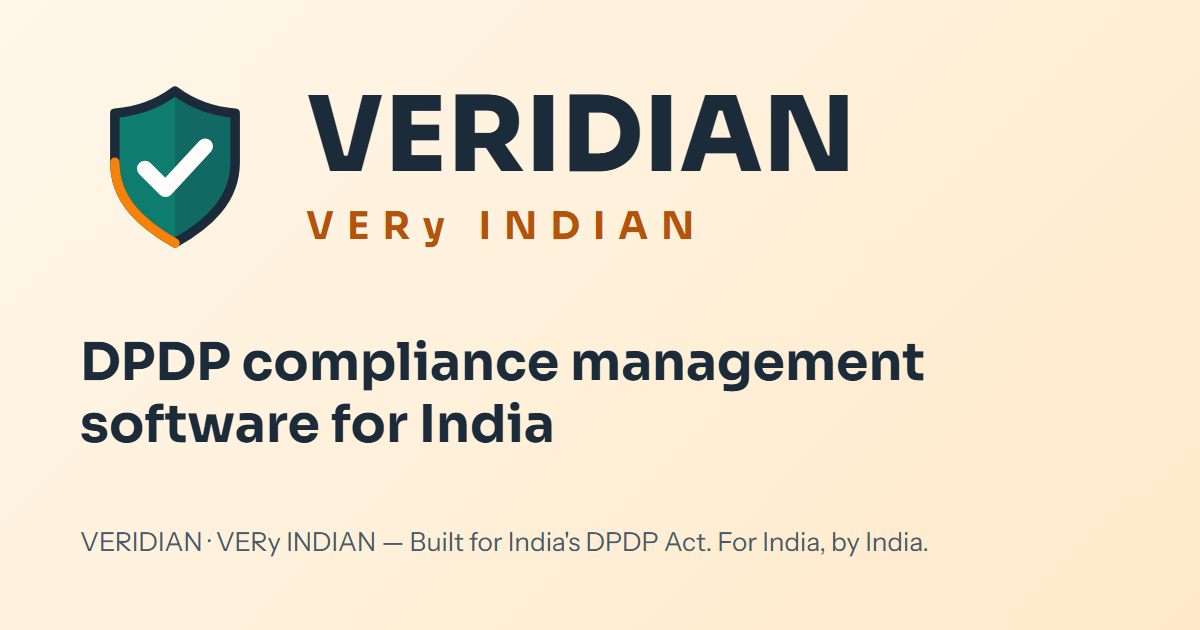 VERIDIAN
VERy INDIAN
DPDP compliance management
software for India
VERIDIAN · VERy INDIAN — Built for India's DPDP Act. For India, by India.